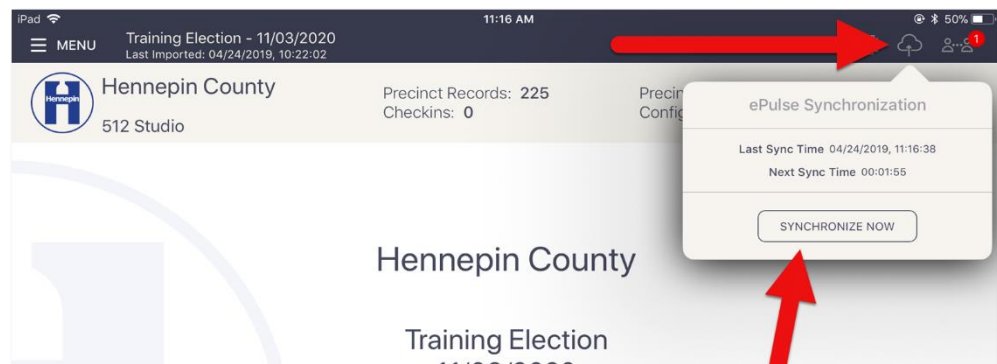 iPad 11:16 AM 50%
MENU Training Election - 11/03/2020
Last Imported: 04/24/2019, 10:22:02
1
Hennepin
Hennepin County
512 Studio
Precinct Records: 225
Checkins: 0
ePulse Synchronization
Last Sync Time 04/24/2019, 11:16:38
Next Sync Time 00:01:55
SYNCHRONIZE NOW
Hennepin County
Training Election